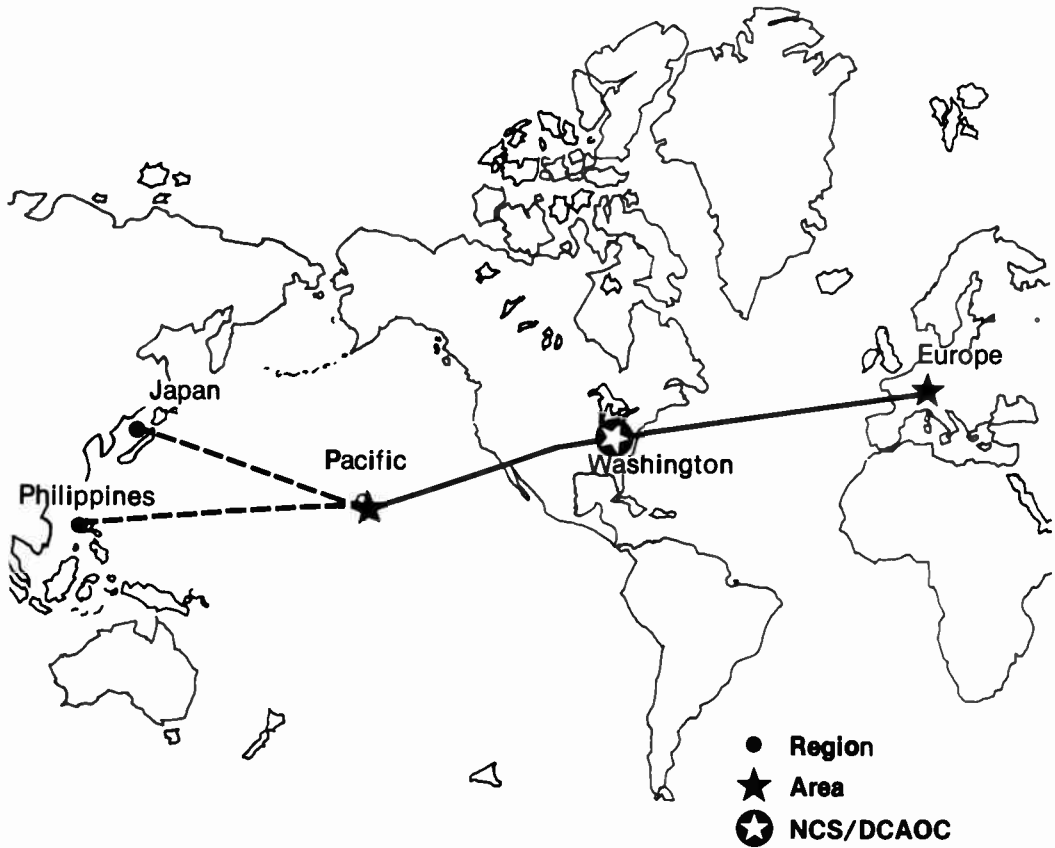 Europe
Japan
Pacific
Washington
Philippines
Region
Area
NCS/DCAOC